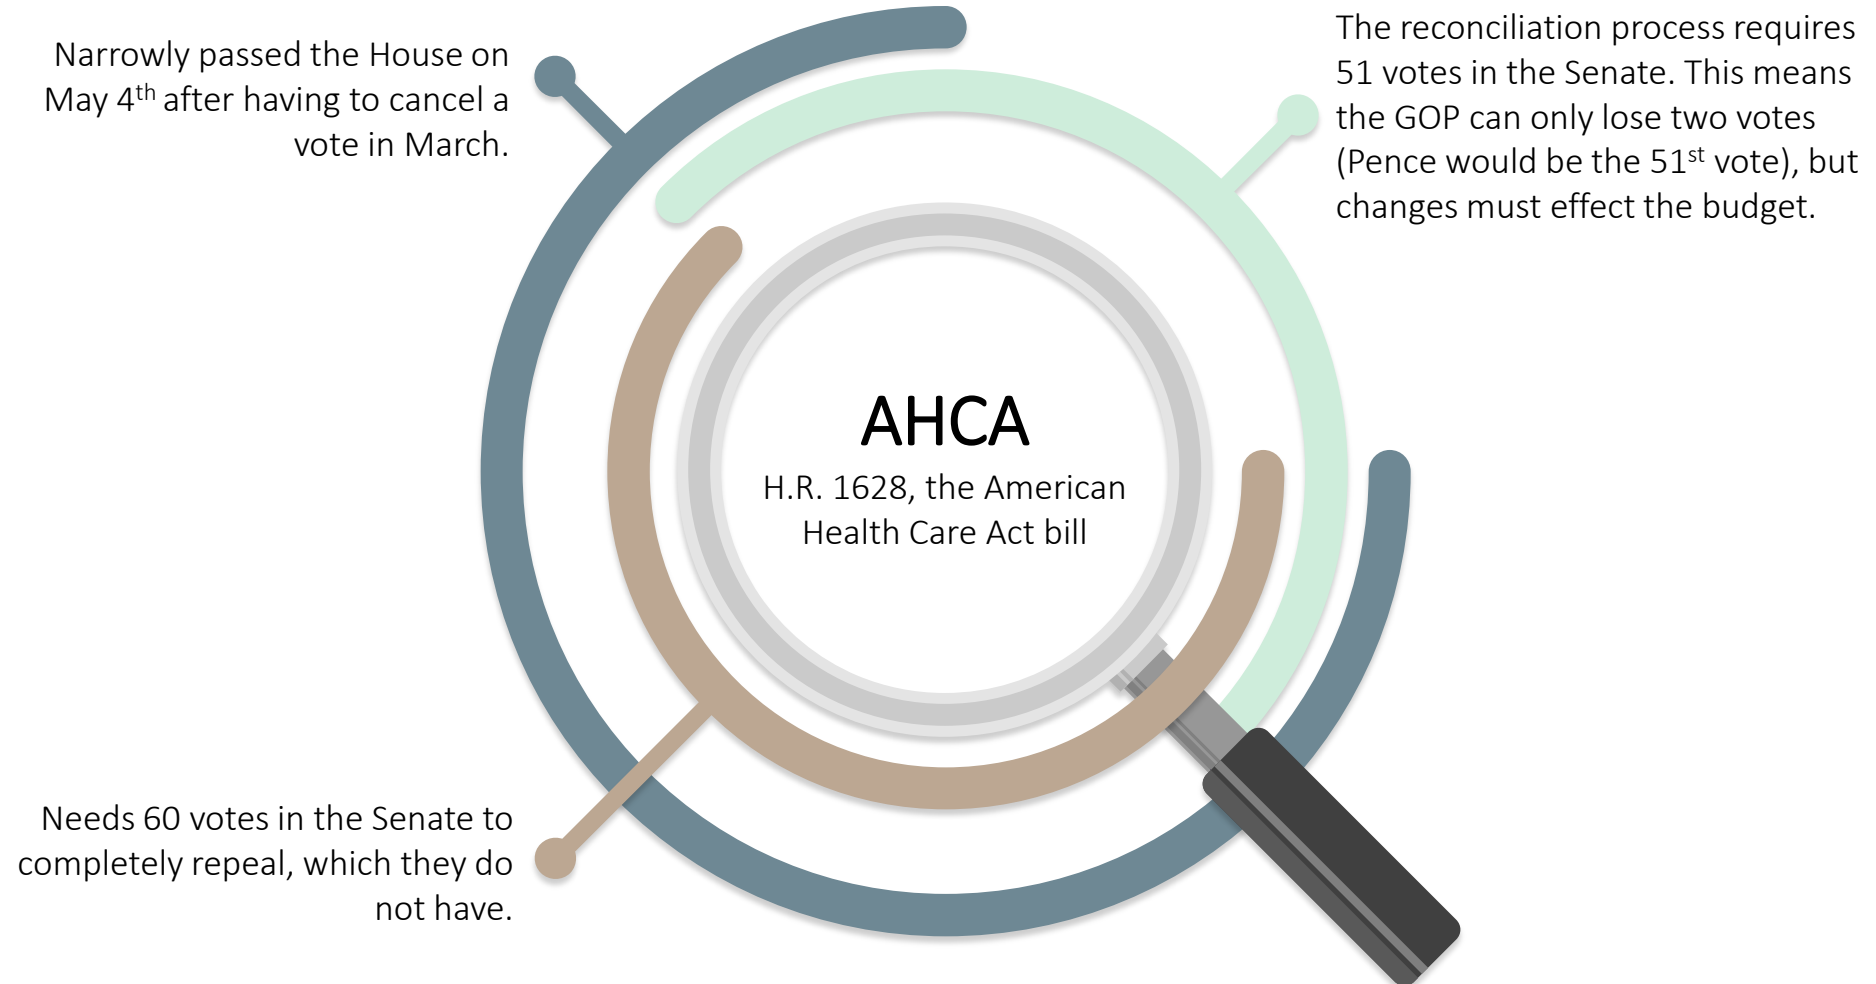 Narrowly passed the House on
May 4th after having to cancel a
vote in March.
The reconciliation process requires
51 votes in the Senate. This means
the GOP can only lose two votes
(Pence would be the 51st vote), but
changes must effect the budget.
AHCA
H.R. 1628, the American
Health Care Act bill
Needs 60 votes in the Senate to
completely repeal, which they do
not have.